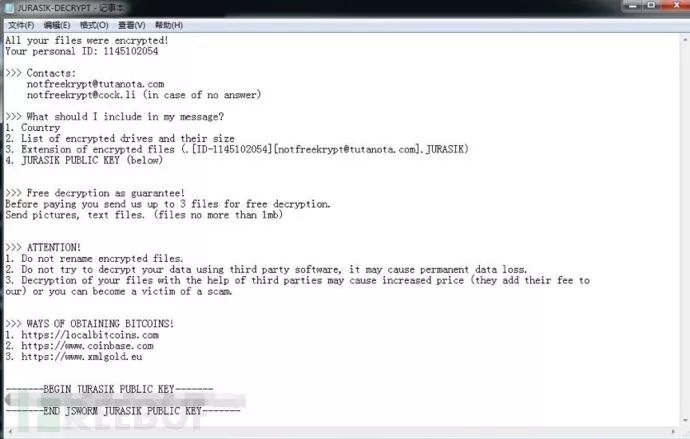 JURASIK-DECRYPT - 记事本
文件(F) 编辑(E) 格式(O) 查看(V) 帮助(H)
All your files were encrypted!
Your personal ID: 1145102054
>>> Contacts:
notfreekrypt@tutanota.com
notfreekrypt@cock.li (in case of no answer)
>>> What should I include in my message?
1. Country
2. List of encrypted drives and their size
3. Extension of encrypted files (.[ID-1145102054][notfreekrypt@tutanota.com].JURASIK)
4. JURASIK PUBLIC KEY (below)
>>> Free decryption as guarantee!
Before paying you send us up to 3 files for free decryption.
Send pictures, text files. (files no more than 1mb)
>>> ATTENTION!
1. Do not rename encrypted files.
2. Do not try to decrypt your data using third party software, it may cause permanent data loss.
3. Decryption of your files with the help of third parties may cause increased price (they add their fee to
our) or you can become a victim of a scam.
>>> WAYS OF OBTAINING BITCOINS!
1. https://localbitcoins.com
2. https://www.coinbase.com
3. https://www.xmlgold.eu
-------BEGIN JURASIK PUBLIC KEY-------
-------END JSWORM JURASIK PUBLIC KEY-------